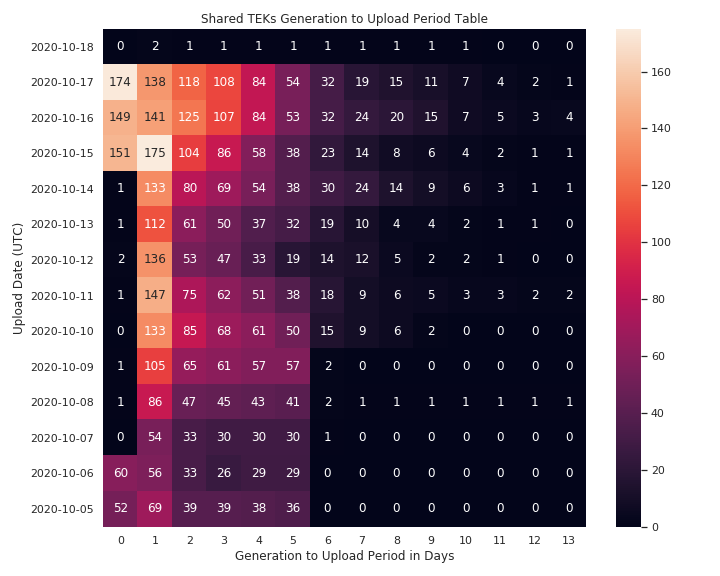 Shared TEKs Generation to Upload Period Table
2020-10-18 0 2 1 1 1 1 1 1 1 1 1 0 0 0
2020-10-17 174 138 118 108 84 54 32 19 15 11 7 4 2 1
2020-10-16 149 141 125 107 84 53 32 24 20 15 7 5 3 4
2020-10-15 151 175 104 86 58 38 23 14 8 6 4 2 1 1
2020-10-14 1 133 80 69 54 38 30 24 14 9 6 3 1 1
2020-10-13 1 112 61 50 37 32 19 10 4 4 2 1 1 0
2020-10-12 2 136 53 47 33 19 14 12 5 2 2 1 0 0
2020-10-11 1 147 75 62 51 38 18 9 6 5 3 3 2 2
2020-10-10 0 133 85 68 61 50 15 9 6 2 0 0 0 0
2020-10-09 1 105 65 61 57 57 2 0 0 0 0 0 0 0
2020-10-08 1 86 47 45 43 41 2 1 1 1 1 1 1 1
2020-10-07 0 54 33 30 30 30 1 0 0 0 0 0 0 0
2020-10-06 60 56 33 26 29 29 0 0 0 0 0 0 0 0
2020-10-05 52 69 39 39 38 36 0 0 0 0 0 0 0 0
0 1 2 3 4 5 6 7 8 9 10 11 12 13
Generation to Upload Period in Days
Upload Date (UTC)
160
140
120
100
80
60
40
20
0